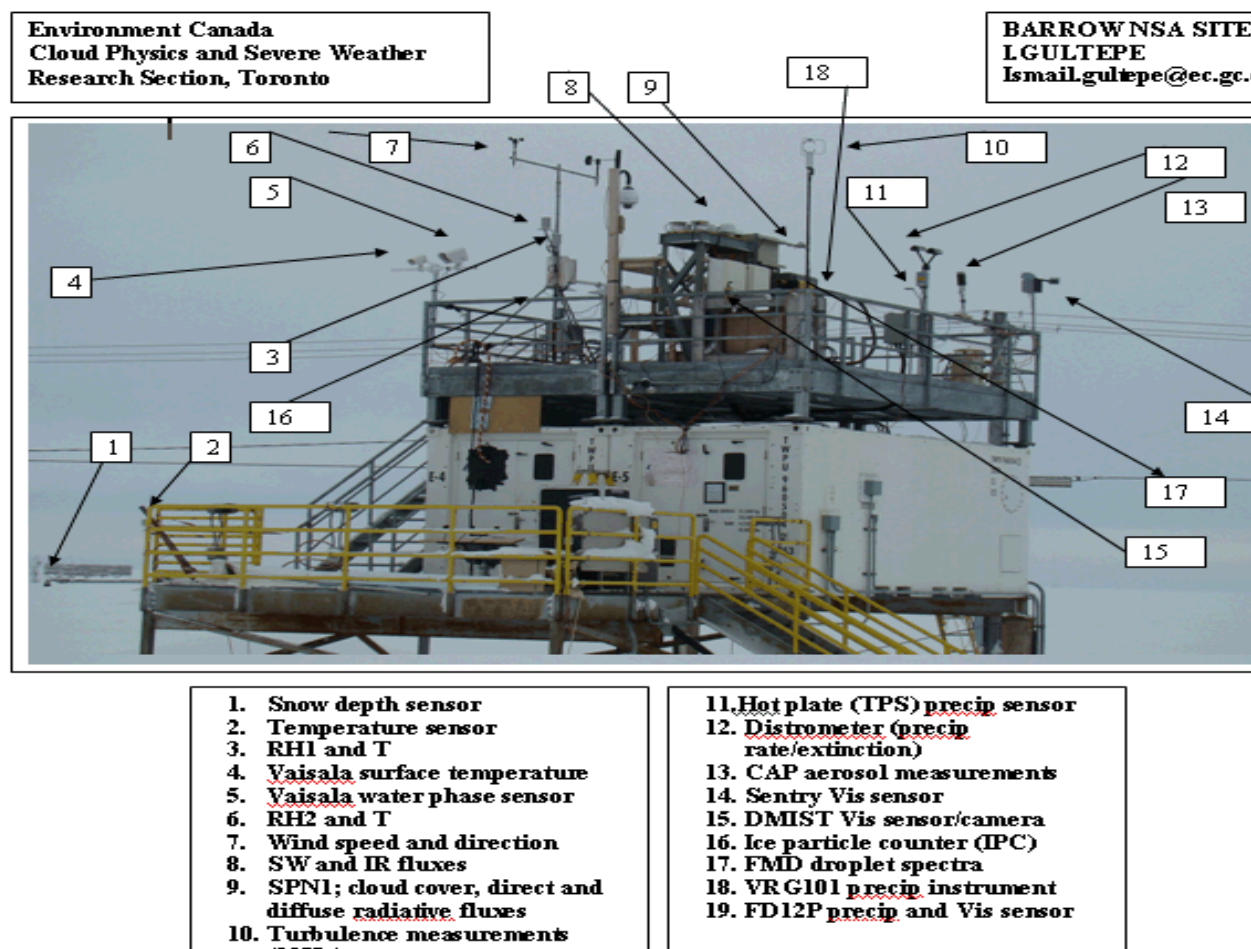 Environment Canada
Cloud Physics and Severe Weather
Research Section, Toronto
BARROW NSA SITE
I.GULTEPE
Ismail.gultepe@ec.gc.
8
9
18
6
7
10
12
5
11
13
4
3
16
14
1
2
17
15
E-4
E-5
1. Snow depth sensor
2. Temperature sensor
3. RH1 and T
4. Vaisala surface temperature
5. Vaisala water phase sensor
6. RH2 and T
7. Wind speed and direction
8. SW and IR fluxes
9. SPN1; cloud cover, direct and
diffuse radiative fluxes
10. Turbulence measurements
11.Hot plate (TPS) precip sensor
12. Distrometer (precip
rate/extinction)
13. CAP aerosol measurements
14. Sentry Vis sensor
15. DMIST Vis sensor/camera
16. Ice particle counter (IPC)
17. FMD droplet spectra
18. VRG101 precip instrument
19. FD12P precip and Vis sensor